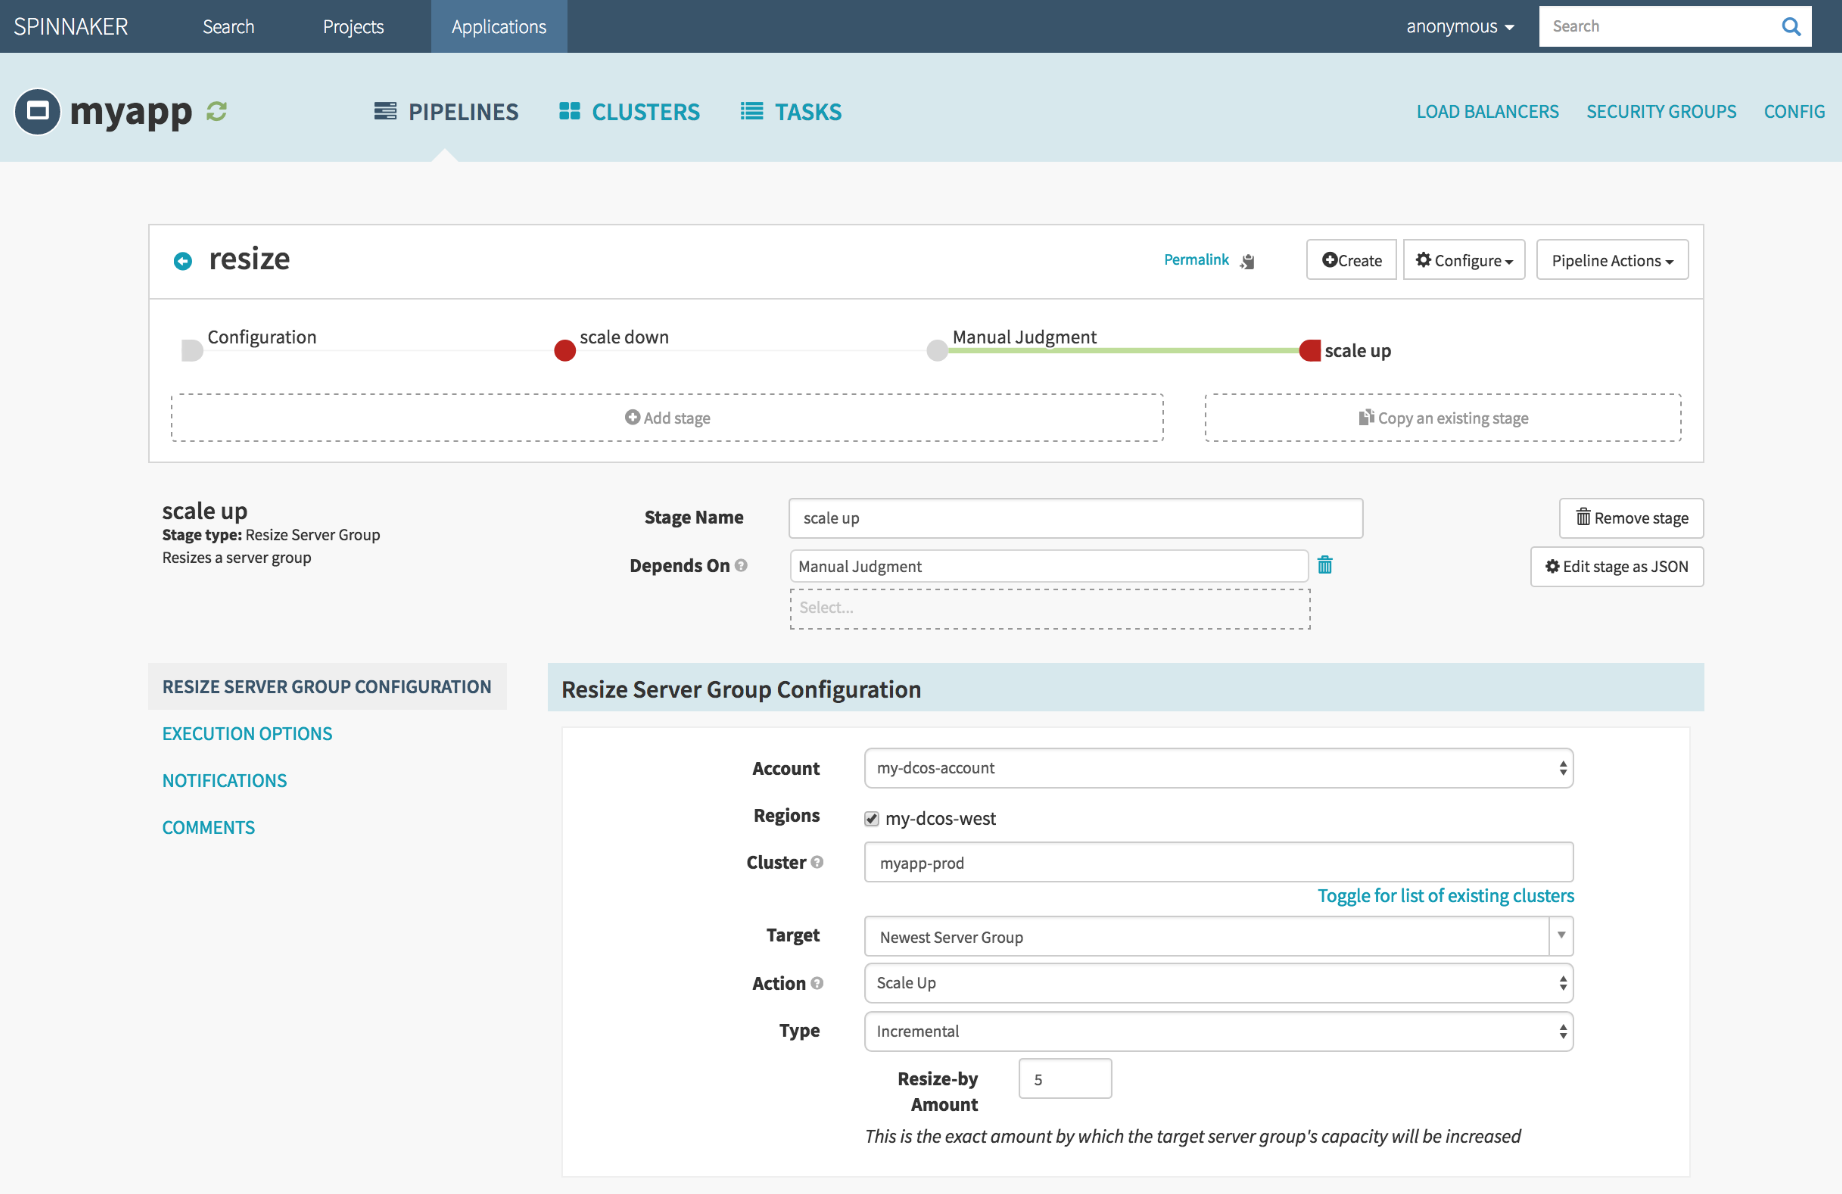 SPINNAKER Search Projects Applications anonymous Search
myapp PIPELINES CLUSTERS TASKS LOAD BALANCERS SECURITY GROUPS CONFIG
resize Permalink Create Configure Pipeline Actions
Configuration scale down Manual Judgment scale up
Add stage Copy an existing stage
scale up
Stage type: Resize Server Group
Resizes a server group
Stage Name scale up
Depends On Manual Judgment
Select...
Remove stage
Edit stage as JSON
RESIZE SERVER GROUP CONFIGURATION
EXECUTION OPTIONS
NOTIFICATIONS
COMMENTS
Resize Server Group Configuration
Account my-dcos-account
Regions my-dcos-west
Cluster myapp-prod
Toggle for list of existing clusters
Target Newest Server Group
Action Scale Up
Type Incremental
Resize-by
Amount
5
This is the exact amount by which the target server group's capacity will be increased